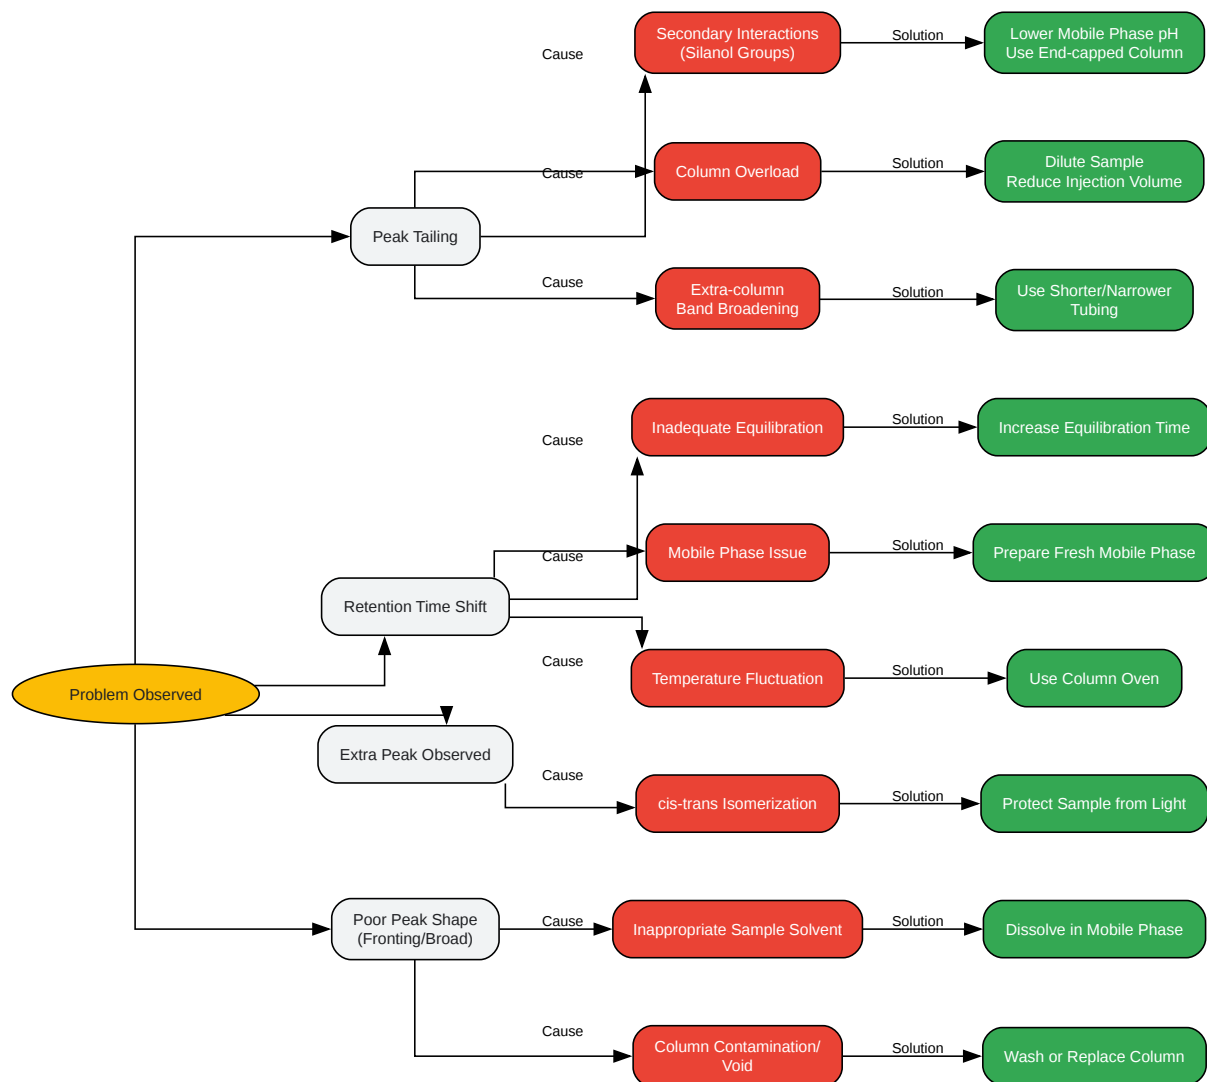 Problem Observed
Peak Tailing
Cause
Secondary Interactions
(Silanol Groups)
Solution
Lower Mobile Phase pH
Use End-capped Column
Cause
Column Overload
Solution
Dilute Sample
Reduce Injection Volume
Cause
Extra-column
Band Broadening
Solution
Use Shorter/Narrower
Tubing
Retention Time Shift
Cause
Inadequate Equilibration
Solution
Increase Equilibration Time
Cause
Mobile Phase Issue
Solution
Prepare Fresh Mobile Phase
Cause
Temperature Fluctuation
Solution
Use Column Oven
Extra Peak Observed
Cause
cis-trans Isomerization
Solution
Protect Sample from Light
Poor Peak Shape
(Fronting/Broad)
Cause
Inappropriate Sample Solvent
Solution
Dissolve in Mobile Phase
Cause
Column Contamination/
Void
Solution
Wash or Replace Column